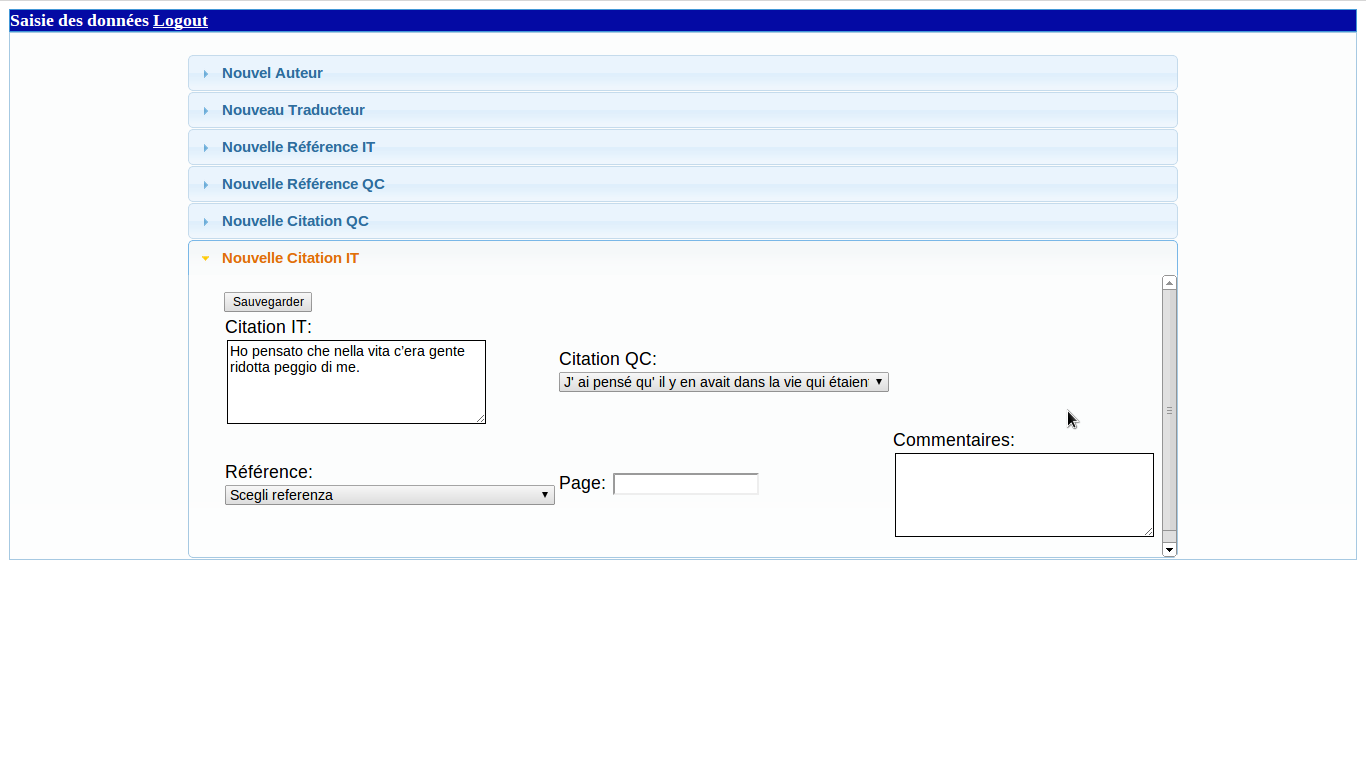 Saisie des données Logout
Nouvel Auteur
Nouveau Traducteur
Nouvelle Référence IT
Nouvelle Référence QC
Nouvelle Citation QC
Nouvelle Citation IT
Sauvegarder
Citation IT:
Ho pensato che nella vita c'era gente
ridotta peggio di me.
Citation QC:
J' ai pensé qu' il y en avait dans la vie qui étaien
Commentaires:
Référence:
Scegli referenza
Page: